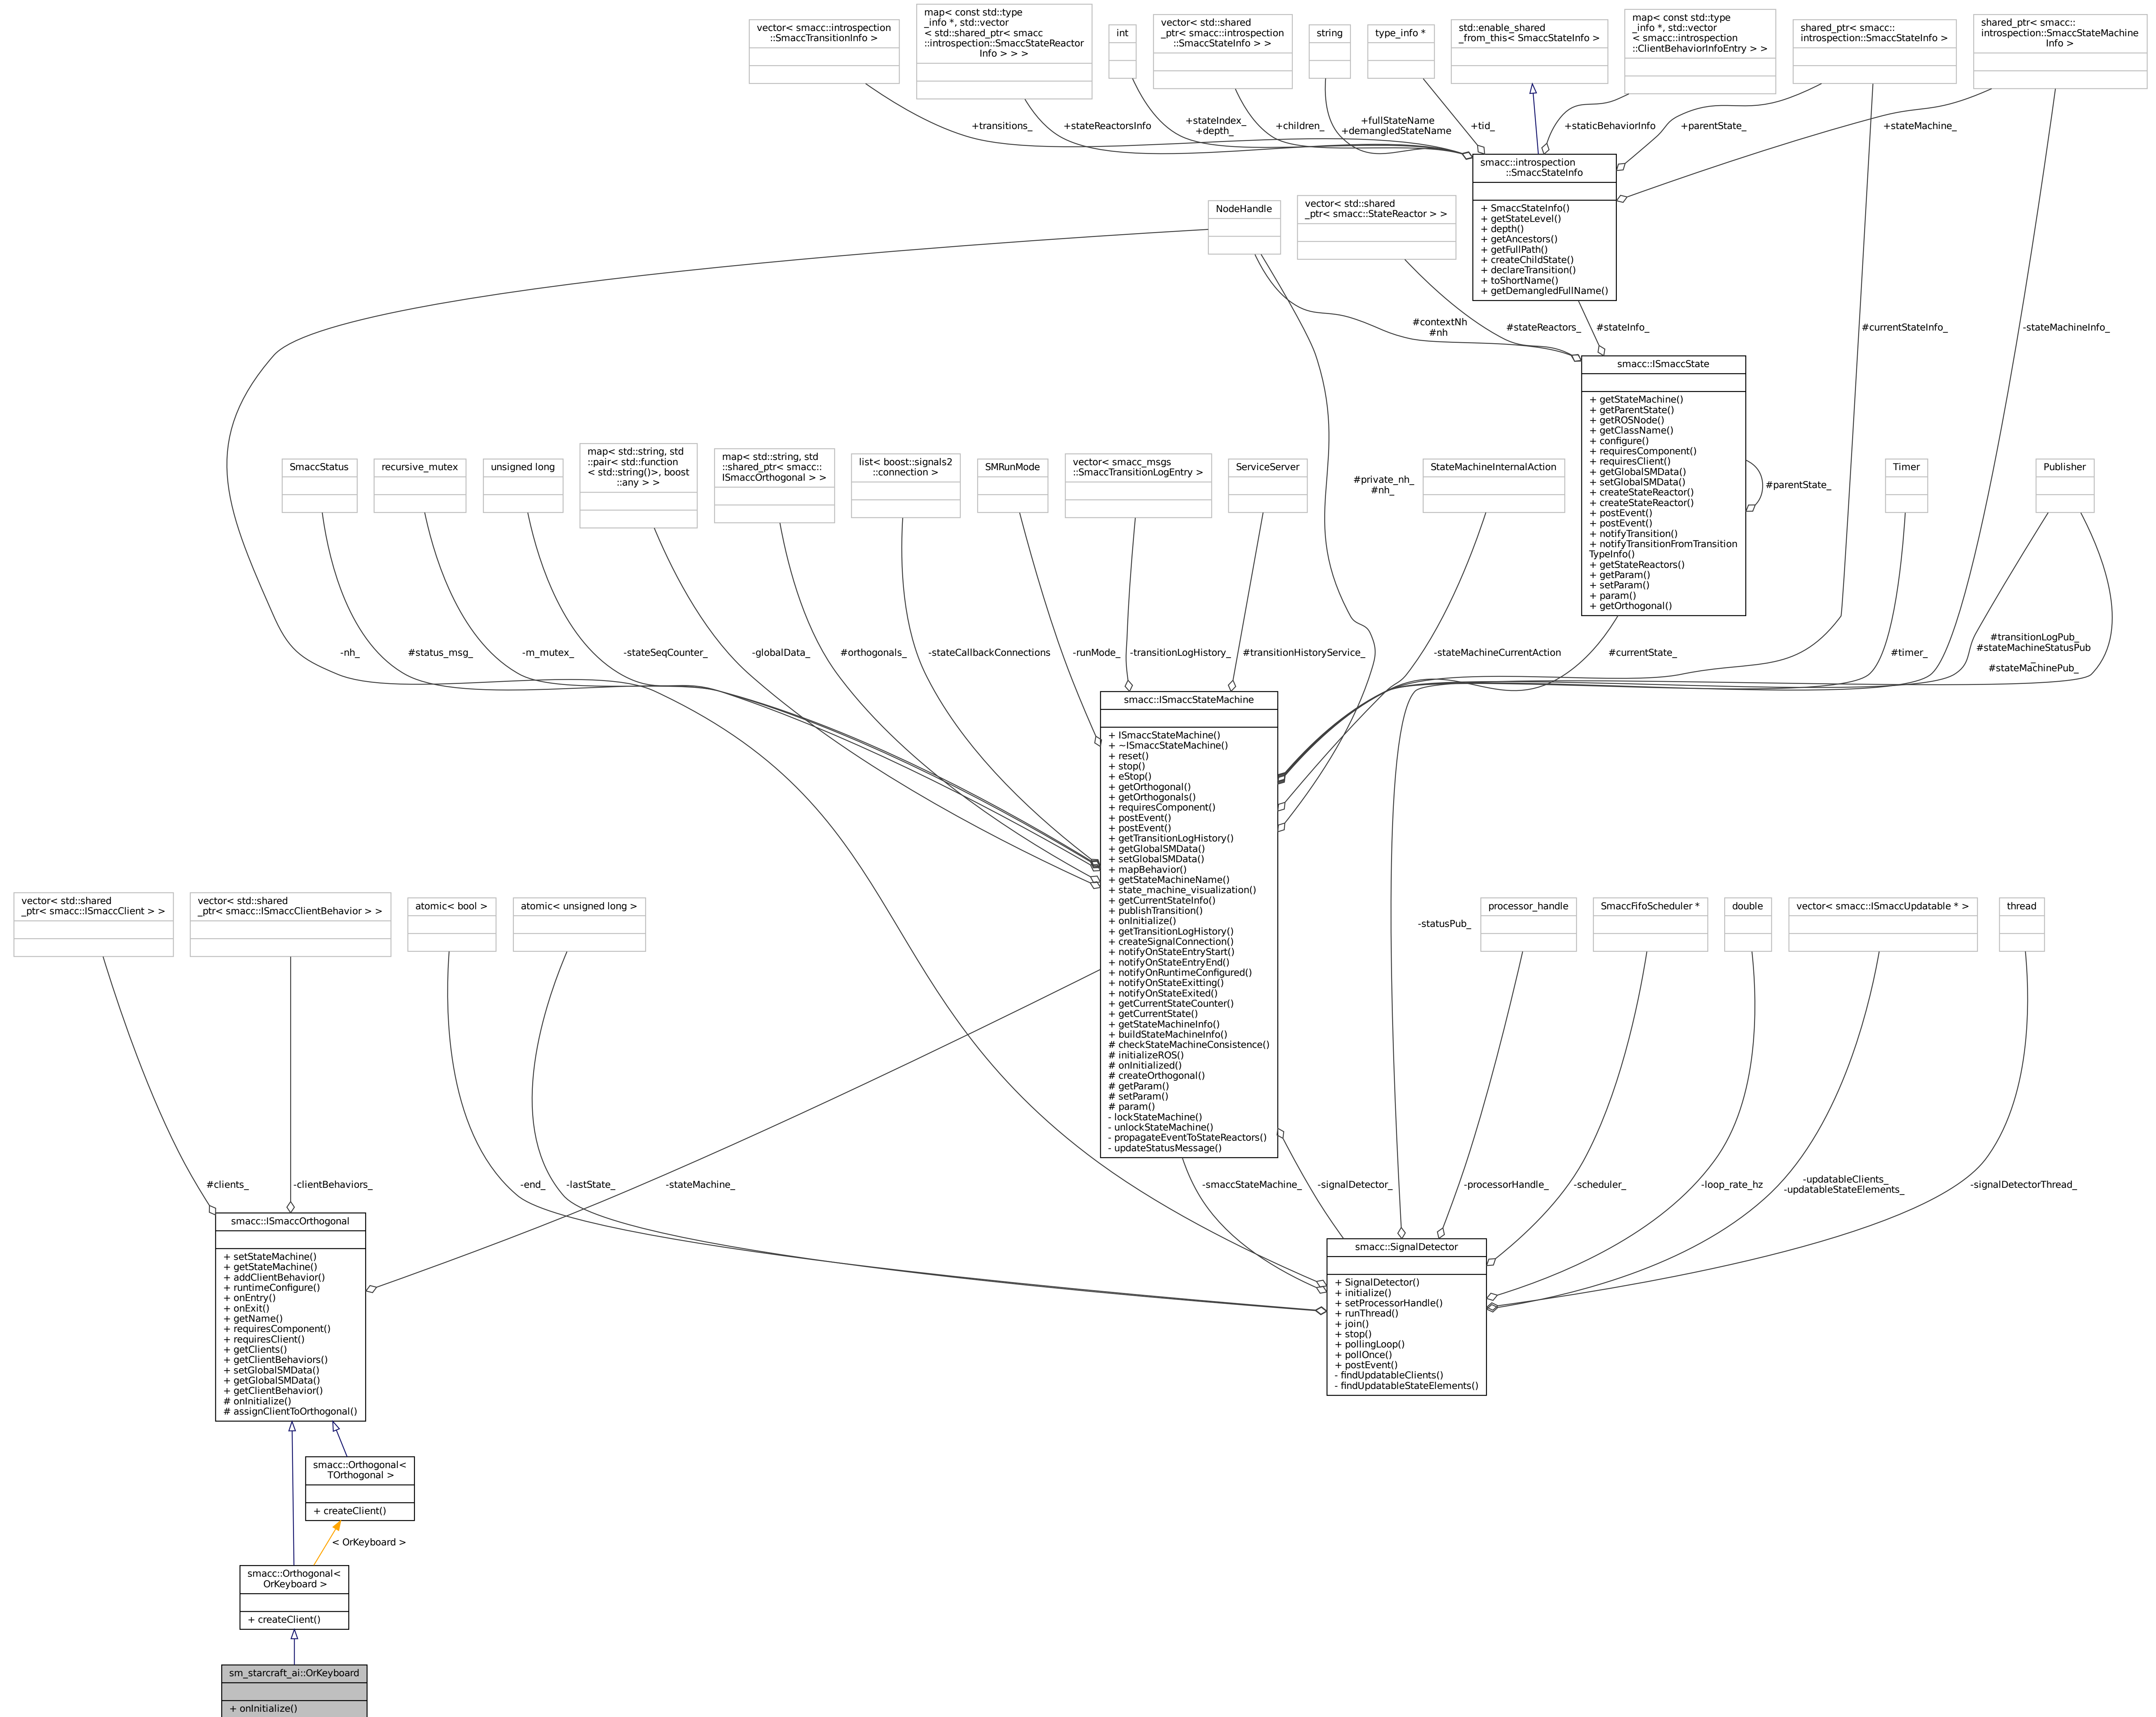 vector< smacc::introspection
::SmaccTransitionInfo >
map< const std::type
_info *, std::vector
< std::shared_ptr< smacc
::introspection::SmaccStateReactor
Info > > >
int
vector< std::shared
_ptr< smacc::introspection
::SmaccStateInfo > >
string
type_info *
std::enable_shared
_from_this< SmaccStateInfo >
map< const std::type
_info *, std::vector
< smacc::introspection
::ClientBehaviorInfoEntry > >
shared_ptr< smacc::
introspection::SmaccStateInfo >
shared_ptr< smacc::
introspection::SmaccStateMachine
Info >
+transitions_
+stateReactorsInfo
+stateIndex_
+depth_
+children_
+fullStateName
+demangledStateName
+tid_
+staticBehaviorInfo
+parentState_
+stateMachine_
smacc::introspection
::SmaccStateInfo
+ SmaccStateInfo()
+ getStateLevel()
+ depth()
+ getAncestors()
+ getFullPath()
+ createChildState()
+ declareTransition()
+ toShortName()
+ getDemangledFullName()
NodeHandle
vector< std::shared
_ptr< smacc::StateReactor > >
#contextNh
#nh
#stateReactors_
#stateInfo_
#currentStateInfo_
-stateMachineInfo_
smacc::ISmaccState
+ getStateMachine()
+ getParentState()
+ getROSNode()
+ getClassName()
+ configure()
+ requiresComponent()
+ requiresClient()
+ getGlobalSMData()
+ setGlobalSMData()
+ createStateReactor()
+ createStateReactor()
+ postEvent()
+ postEvent()
+ notifyTransition()
+ notifyTransitionFromTransition
TypeInfo()
+ getStateReactors()
+ getParam()
+ setParam()
+ param()
+ getOrthogonal()
#parentState_
SmaccStatus
recursive_mutex
unsigned long
map< std::string, std
::pair< std::function
< std::string()>, boost
::any > >
map< std::string, std
::shared_ptr< smacc::
ISmaccOrthogonal > >
list< boost::signals2
::connection >
SMRunMode
vector< smacc_msgs
::SmaccTransitionLogEntry >
ServiceServer
#private_nh_
#nh_
StateMachineInternalAction
Timer
Publisher
-nh_
#status_msg_
-m_mutex_
-stateSeqCounter_
-globalData_
#orthogonals_
-stateCallbackConnections
-runMode_
-transitionLogHistory_
#transitionHistoryService_
-stateMachineCurrentAction
#currentState_
#timer_
#transitionLogPub_
#stateMachineStatusPub
_
#stateMachinePub_
smacc::ISmaccStateMachine
+ ISmaccStateMachine()
+ ~ISmaccStateMachine()
+ reset()
+ stop()
+ eStop()
+ getOrthogonal()
+ getOrthogonals()
+ requiresComponent()
+ postEvent()
+ postEvent()
+ getTransitionLogHistory()
+ getGlobalSMData()
+ setGlobalSMData()
+ mapBehavior()
+ getStateMachineName()
+ state_machine_visualization()
+ getCurrentStateInfo()
+ publishTransition()
+ onInitialize()
+ getTransitionLogHistory()
+ createSignalConnection()
+ notifyOnStateEntryStart()
+ notifyOnStateEntryEnd()
+ notifyOnRuntimeConfigured()
+ notifyOnStateExitting()
+ notifyOnStateExited()
+ getCurrentStateCounter()
+ getCurrentState()
+ getStateMachineInfo()
+ buildStateMachineInfo()
# checkStateMachineConsistence()
# initializeROS()
# onInitialized()
# createOrthogonal()
# getParam()
# setParam()
# param()
- lockStateMachine()
- unlockStateMachine()
- propagateEventToStateReactors()
- updateStatusMessage()
vector< std::shared
_ptr< smacc::ISmaccClient > >
vector< std::shared
_ptr< smacc::ISmaccClientBehavior > >
atomic< bool >
atomic< unsigned long >
-statusPub_
processor_handle
SmaccFifoScheduler *
double
vector< smacc::ISmaccUpdatable * >
thread
#clients_
-clientBehaviors_
-end_
-lastState_
-stateMachine_
-smaccStateMachine_
-signalDetector_
-processorHandle_
-scheduler_
-loop_rate_hz
-updatableClients_
-updatableStateElements_
-signalDetectorThread_
smacc::ISmaccOrthogonal
+ setStateMachine()
+ getStateMachine()
+ addClientBehavior()
+ runtimeConfigure()
+ onEntry()
+ onExit()
+ getName()
+ requiresComponent()
+ requiresClient()
+ getClients()
+ getClientBehaviors()
+ setGlobalSMData()
+ getGlobalSMData()
+ getClientBehavior()
# onInitialize()
# assignClientToOrthogonal()
smacc::SignalDetector
+ SignalDetector()
+ initialize()
+ setProcessorHandle()
+ runThread()
+ join()
+ stop()
+ pollingLoop()
+ pollOnce()
+ postEvent()
- findUpdatableClients()
- findUpdatableStateElements()
smacc::Orthogonal<
TOrthogonal >
+ createClient()
< OrKeyboard >
smacc::Orthogonal<
OrKeyboard >
+ createClient()
sm_starcraft_ai::OrKeyboard
+ onInitialize()